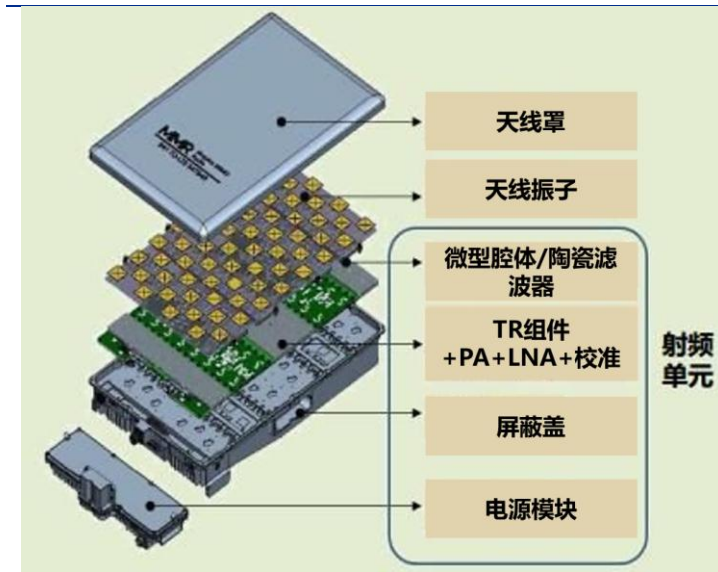 MMR
天线罩
天线振子
微型腔体/陶瓷滤
波器
TR组件
+PA+LNA+校准
屏蔽盖
电源模块
射频
单元